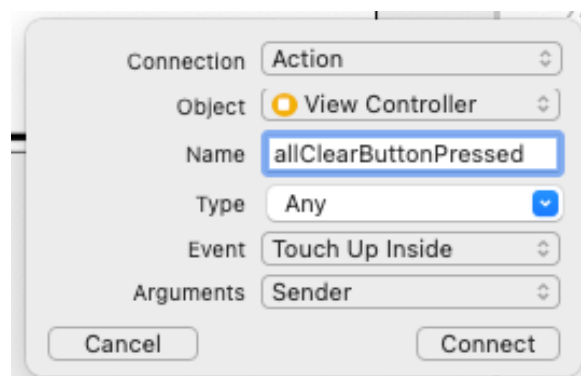 Connection Action
Object View Controller
Name allClearButtonPressed
Type Any
Event Touch Up Inside
Arguments Sender
Cancel Connect